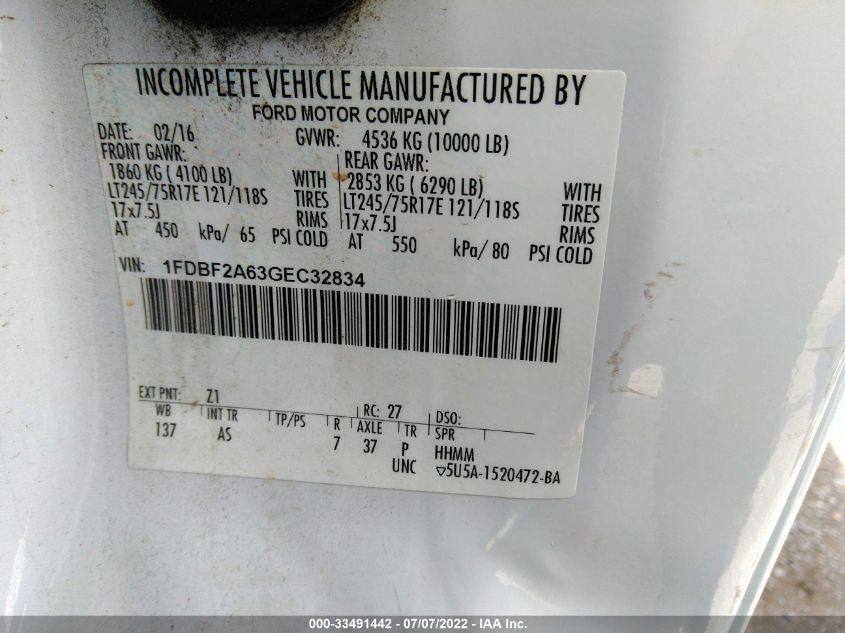 INCOMPLETE VEHICLE MANUFACTURED BY
FORD MOTOR COMPANY
DATE: 02/16 GVWR: 4536 KG (10000 LB)
FRONT GAWR: REAR GAWR:
1860 KG ( 4100 LB) WITH 2853 KG ( 6290 LB) WITH
LT245/75R17E 121/118S TIRES LT245/75R17E 121/118S TIRES
17x7.5J RIMS 17x7.5J RIMS
AT 450 kPa/ 65 PSI COLD AT 550 kPa/ 80 PSI COLD
VIN: 1FDBF2A63GEC32834
EXT PNT: Z1 RC: 27 DSO:
WB INT TR TP/PS R AXLE TR SPR
137 AS 7 37 P HHMM
UNC ▽5U5A-1520472-BA
000-33491442 - 07/07/2022 - IAA Inc.